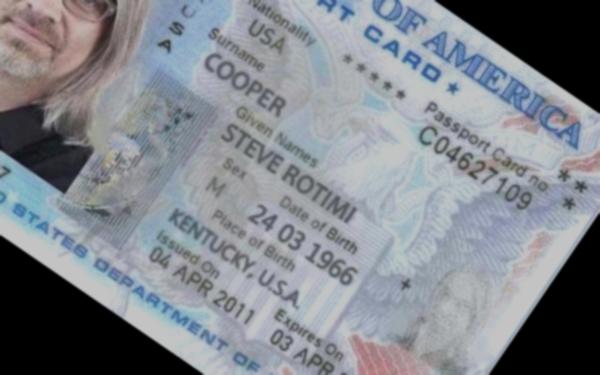 OF AMERICA
RT CARD
Nationality
USA
Passport Card no
C04627109
Surname
COOPER
Given Names
STEVE ROTIMI
Sex
M
Date of Birth
24 03 1966
Place of Birth
KENTUCKY, U.S.A.
Issued On
04 APR 2011
Expires On
03 APR
USA
STATES DEPARTMENT OF